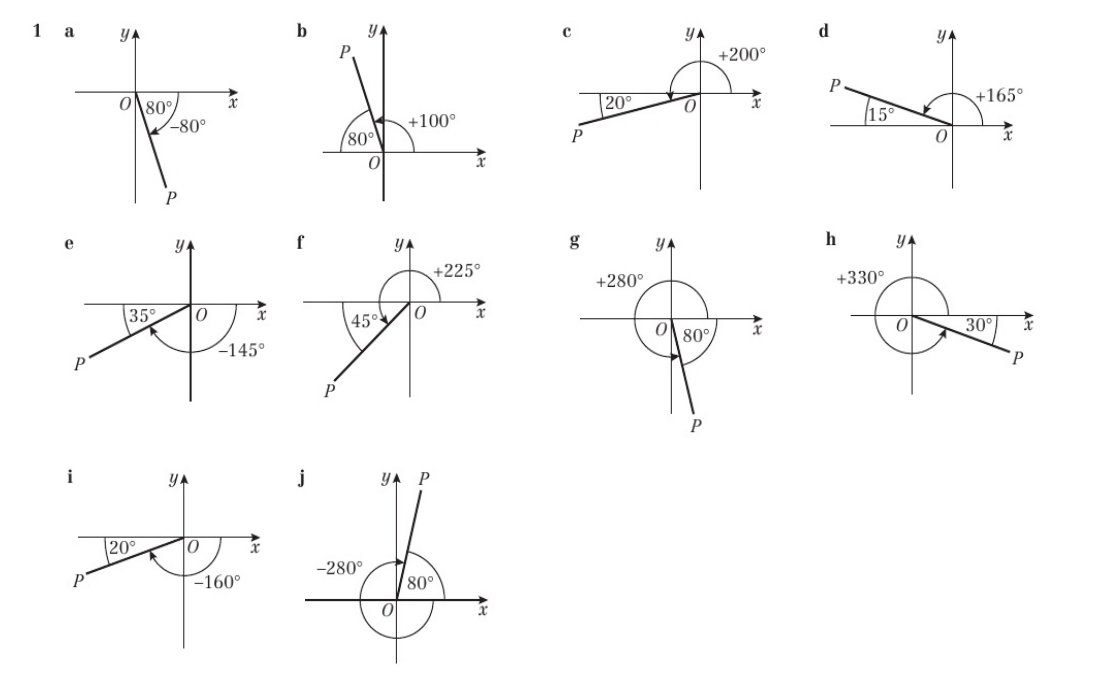 1 a y O 80° x –80° P
b y P +100° 80° O x
c y +200° 20° O x P
d y P +165° 15° O x
e y 35° O x –145° P
f y +225° 45° O x P
g y +280° O 80° x P
h y +330° O 30° x P
i y 20° O x –160° P
j y P –280° 80° O x